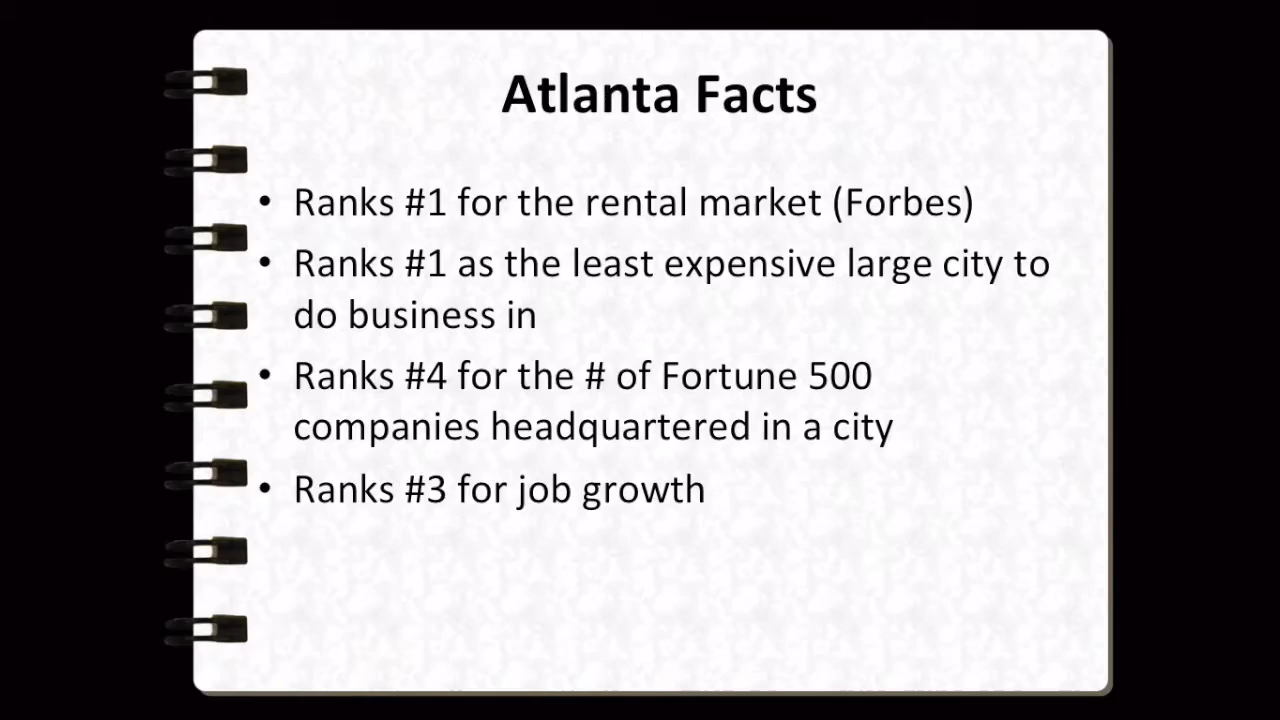 Atlanta Facts
• Ranks #1 for the rental market (Forbes)
• Ranks #1 as the least expensive large city to
do business in
• Ranks #4 for the # of Fortune 500
companies headquartered in a city
• Ranks #3 for job growth